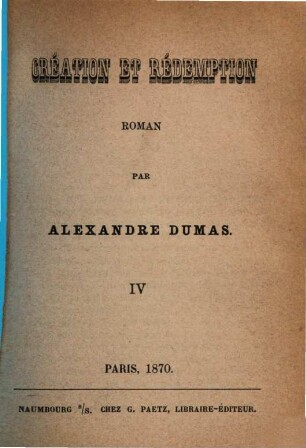 CRÉATION ET RÉDEMPTION
ROMAN
PAR
ALEXANDRE DUMAS.
IV
PARIS, 1870.
NAUMBOURG s/S. CHEZ G. PAETZ, LIBRAIRE-ÉDITEUR.